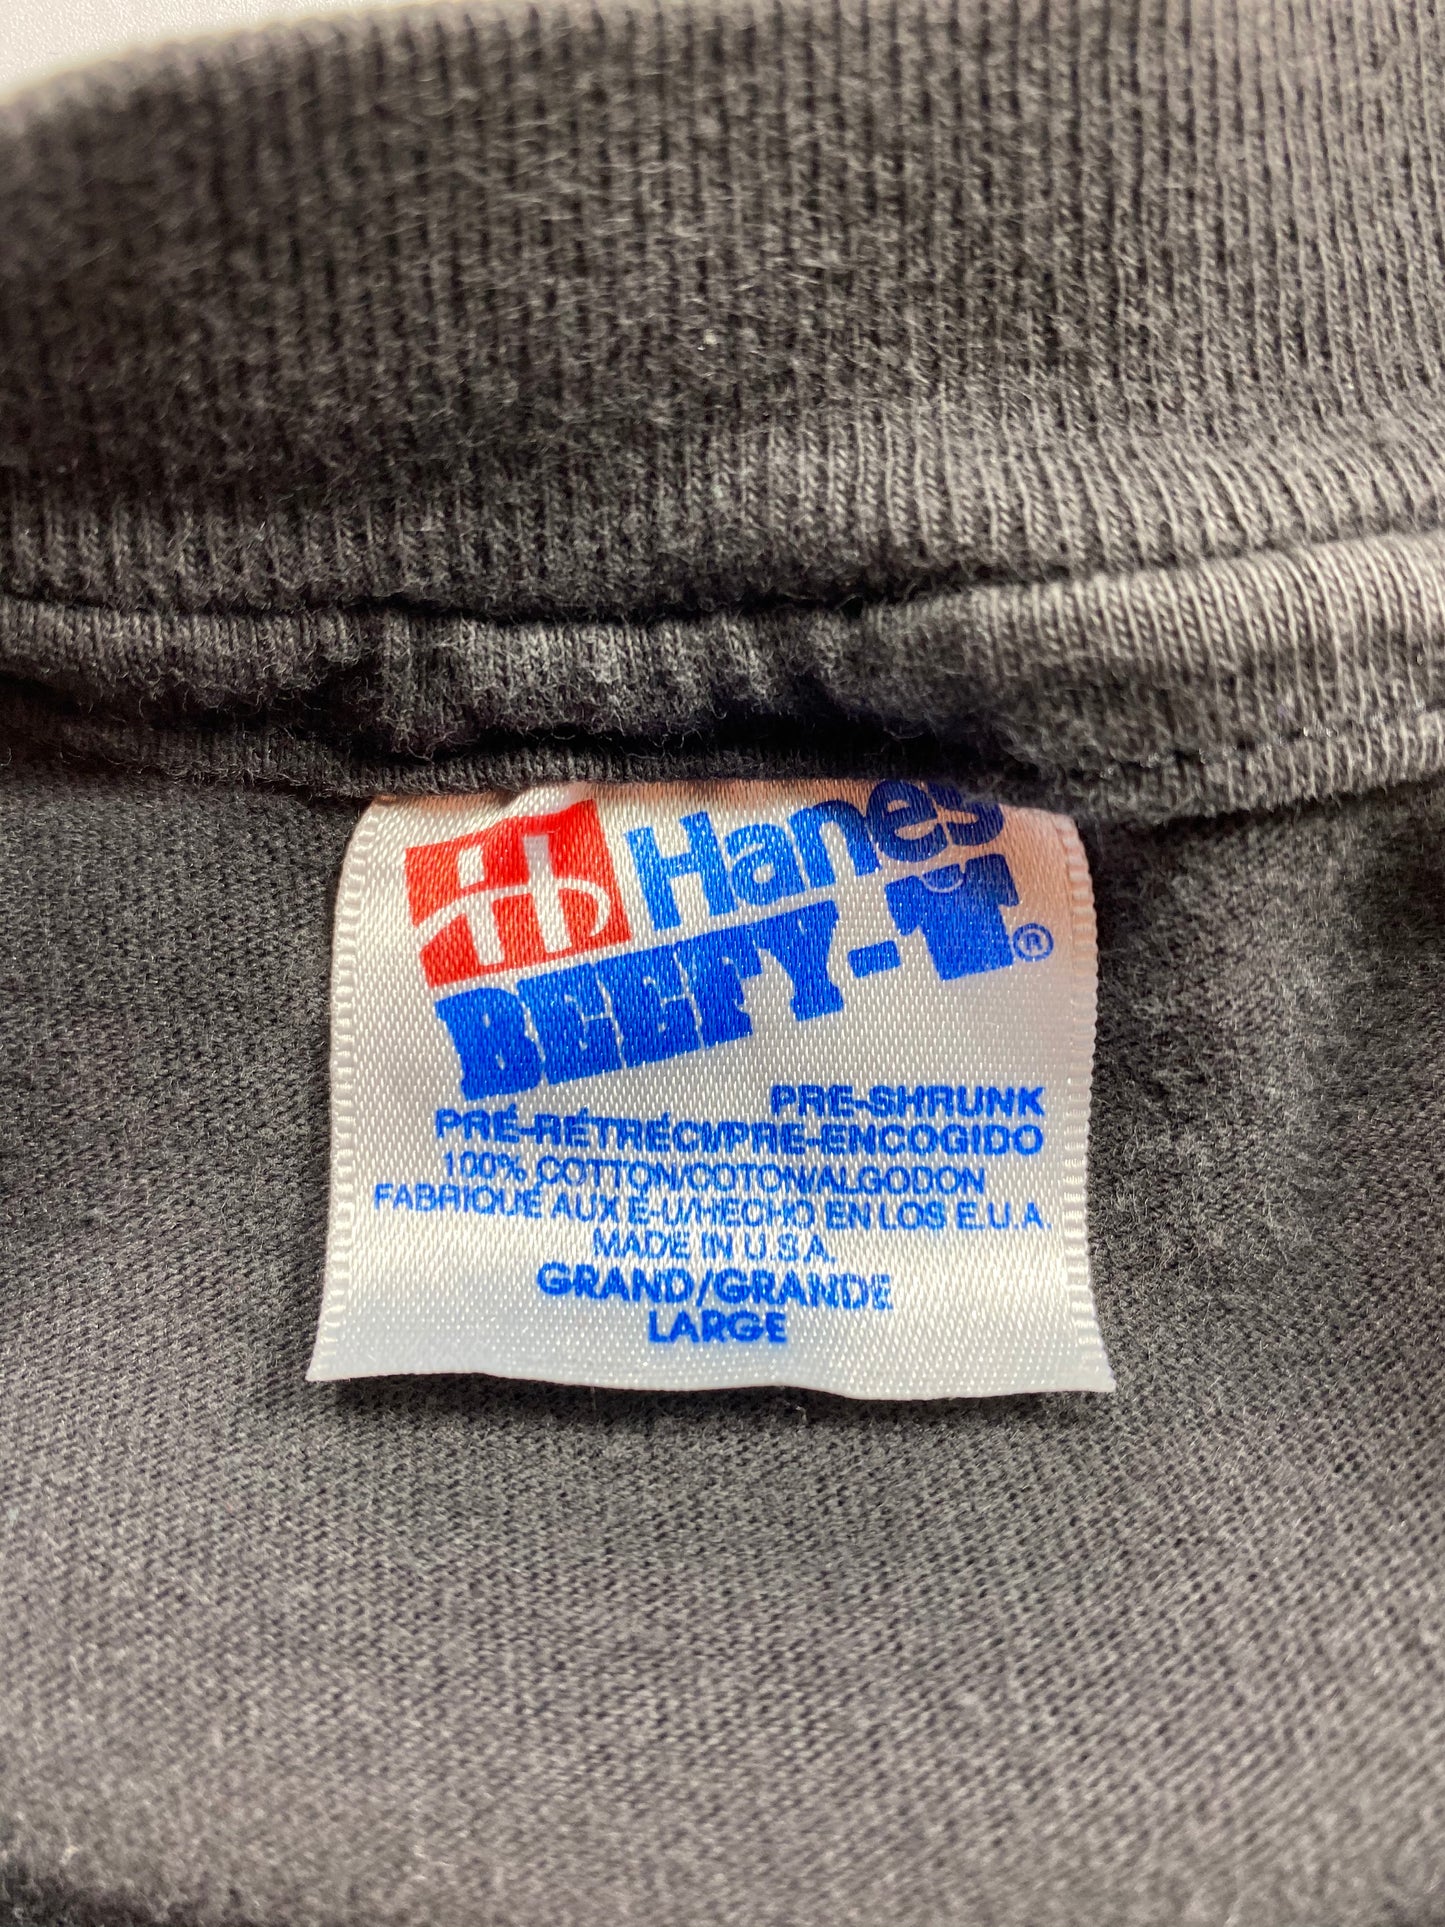 Hanes
BEEFY-T®
PRE-SHRUNK
PRÉ-RÉTRÉCI/PRE-ENCOGIDO
100% COTTON/COTON/ALGODON
FABRIQUÉ AUX É-U/HECHO EN LOS E.U.A.
MADE IN U.S.A.
GRAND/GRANDE
LARGE